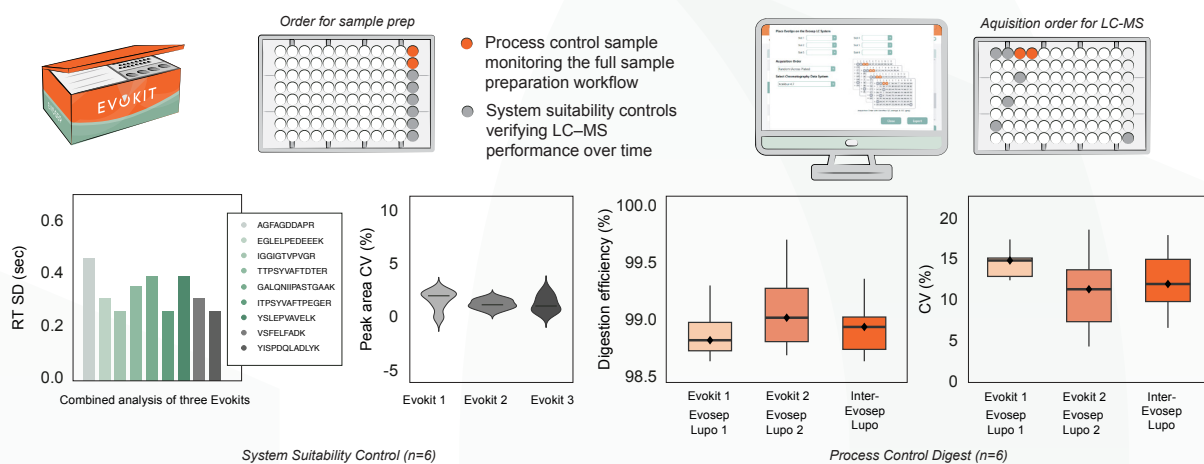 Order for sample prep
Process control sample
monitoring the full sample
preparation workflow
System suitability controls
verifying LC–MS
performance over time
Aquisition order for LC-MS
EVOKIT
RT SD (sec)
0.6
0.4
0.2
0.0
AGFAGDDAPR
EGLELPEDEEEK
IGGIGTVPVGR
TTPSYVAFTDTER
GALQNIIPASTGAAK
ITPSYVAFTPEGER
YSLEPVAVELK
VSFELFADK
YISPDQLADLYK
Combined analysis of three Evokits
Peak area CV (%)
10
5
0
-5
Evokit 1
Evokit 2
Evokit 3
System Suitability Control (n=6)
Digestion efficiency (%)
100.0
99.5
99.0
98.5
Evokit 1
Evosep
Lupo 1
Evokit 2
Evosep
Lupo 2
Inter-
Evosep
Lupo
CV (%)
20
15
10
5
0
Evokit 1
Evosep
Lupo 1
Evokit 2
Evosep
Lupo 2
Inter-
Evosep
Lupo
Process Control Digest (n=6)